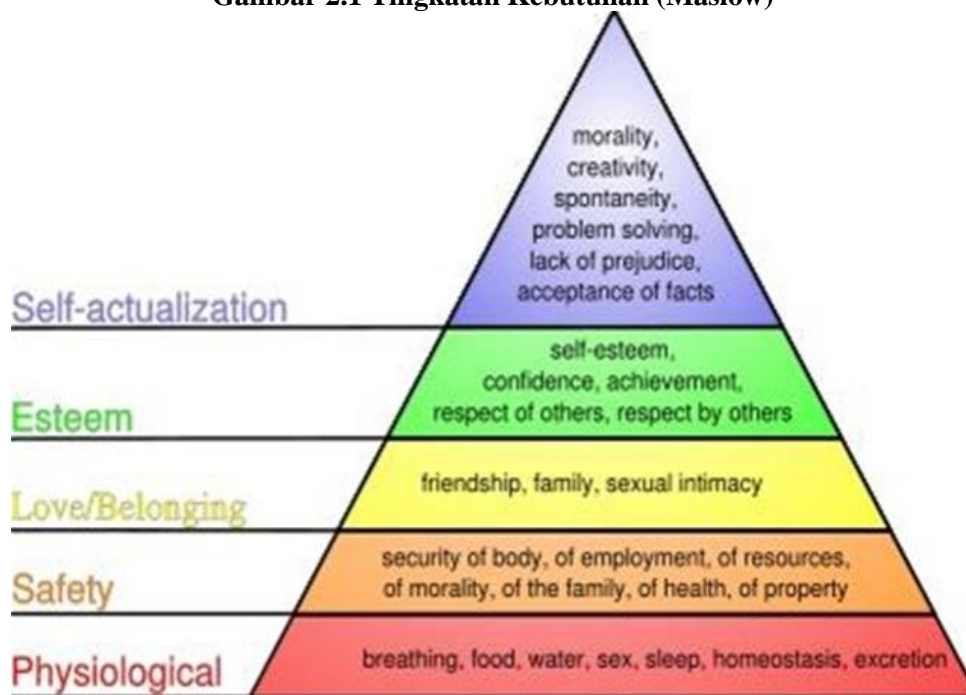 Gambar 2.1 Tingkatan Kebutuhan (Maslow)
morality,
creativity,
spontaneity,
problem solving,
lack of prejudice,
acceptance of facts
Self-actualization
self-esteem,
confidence, achievement,
respect of others, respect by others
Esteem
friendship, family, sexual intimacy
Love/Belonging
security of body, of employment, of resources,
of morality, of the family, of health, of property
Safety
breathing, food, water, sex, sleep, homeostasis, excretion
Physiological